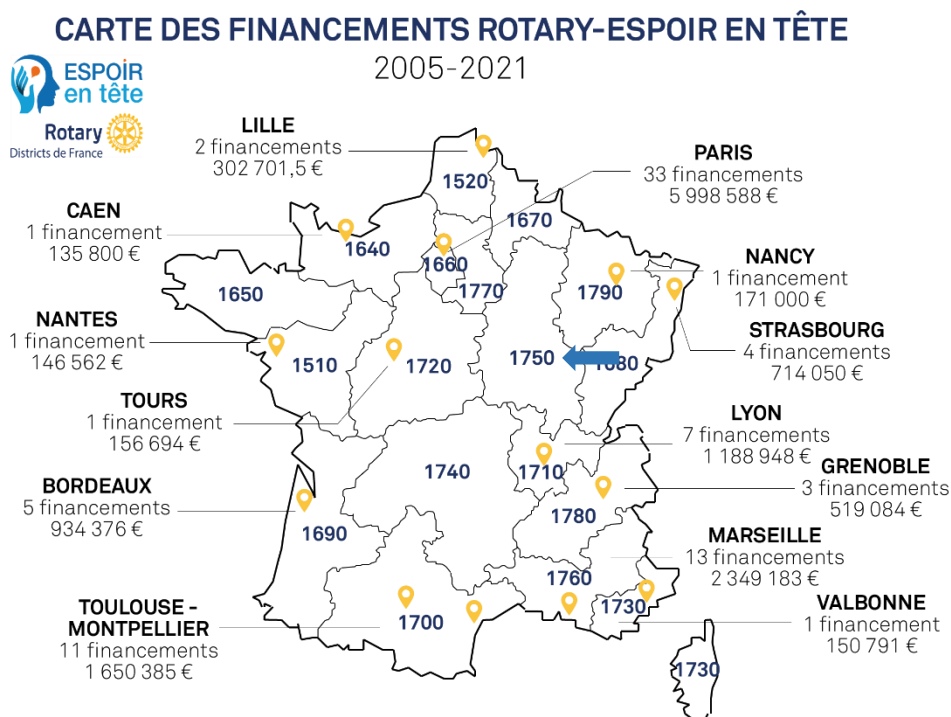 CARTE DES FINANCEMENTS ROTARY-ESPOIR EN TÊTE
2005-2021
ESPOIR
en tête
Rotary
Districts de France
LILLE
2 financements
302 701,5 €
PARIS
33 financements
5 998 588 €
CAEN
1 financement
135 800 €
NANCY
1 financement
171 000 €
NANTES
1 financement
146 562 €
STRASBOURG
4 financements
714 050 €
TOURS
1 financement
156 694 €
LYON
7 financements
1 188 948 €
BORDEAUX
5 financements
934 376 €
GRENOBLE
3 financements
519 084 €
MARSEILLE
13 financements
2 349 183 €
TOULOUSE -
MONTPELLIER
11 financements
1 650 385 €
VALBONNE
1 financement
150 791 €
1520
1670
1640
1660
1770
1790
1650
1510
1720
1750
1740
1710
1780
1690
1760
1730
1700
1730